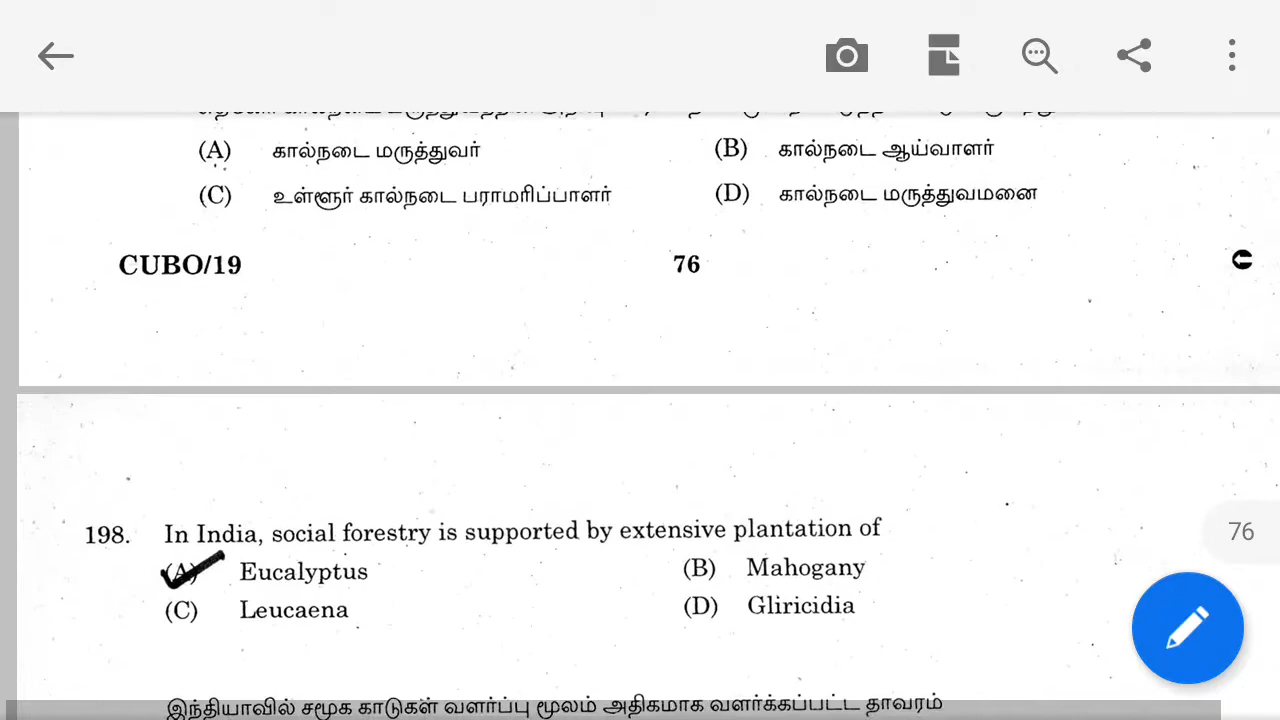 (A) கால்நடை மருத்துவர் (B) கால்நடை ஆய்வாளர்
(C) உள்ளூர் கால்நடை பராமரிப்பாளர் (D) கால்நடை மருத்துவமனை
CUBO/19 76
198. In India, social forestry is supported by extensive plantation of
(A) Eucalyptus (B) Mahogany
(C) Leucaena (D) Gliricidia
76
இந்தியாவில் சமூக காடுகள் வளர்ப்பு மூலம் அதிகமாக வளர்க்கப்பட்ட தாவரம்